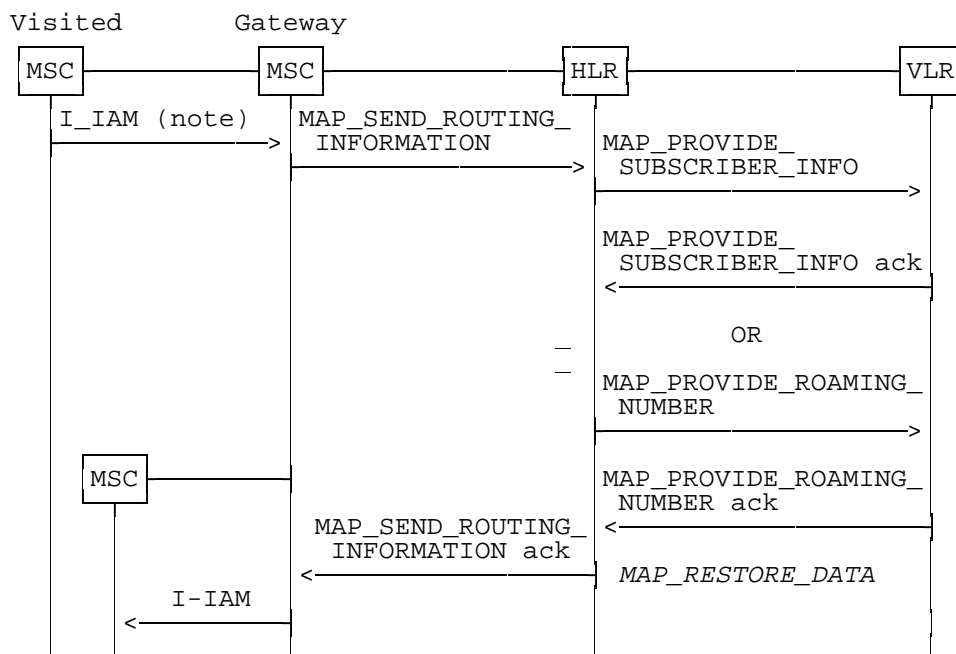 Visited Gateway
MSC MSC HLR VLR
I_IAM (note) MAP_SEND_ROUTING_
INFORMATION
MAP_PROVIDE_
SUBSCRIBER_INFO
MAP_PROVIDE_
SUBSCRIBER_INFO ack
OR
MAP_PROVIDE_ROAMING_
NUMBER
MSC
MAP_PROVIDE_ROAMING_
NUMBER ack
MAP_SEND_ROUTING_
INFORMATION ack
MAP_RESTORE_DATA
I-IAM